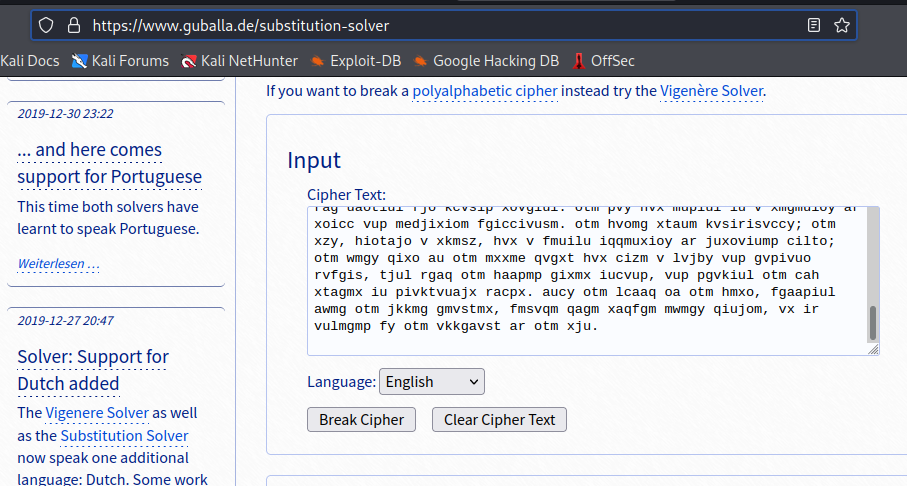 https://www.guballa.de/substitution-solver
Kali Docs Kali Forums Kali NetHunter Exploit-DB Google Hacking DB OffSec
2019-12-30 23:22
... and here comes
support for Portuguese
This time both solvers have
learnt to speak Portuguese.
Weiterlesen …
2019-12-27 20:47
Solver: Support for
Dutch added
The Vigenere Solver as well
as the Substitution Solver
now speak one additional
language: Dutch. Some work
If you want to break a polyalphabetic cipher instead try the Vigenère Solver.
Input
Cipher Text:
xoicc vup medjixiom fgiccivusm. otm hvomg xtaum kvsirisvccy; otm
xzy, hiotajo v xkmsz, hvx v fmuilu iqqmuxioy ar juxoviump cilto;
otm wmgy qixo au otm mxxme qvgxt hvx cizm v lvjby vup gvpivuo
rvfgis, tjul rgaq otm haapmp gixmx iucvup, vup pgvkiul otm cah
xtagmx iu pivktvuajx racpx. aucy otm lcaaq oa otm hmxo, fgaapiul
awmg otm jkkmg gmvstmx, fmsvqm qagm xaqfgm mwmgy qiujom, vx ir
vulmgmp fy otm vkkgavst ar otm xju.
Language: English
Break Cipher Clear Cipher Text